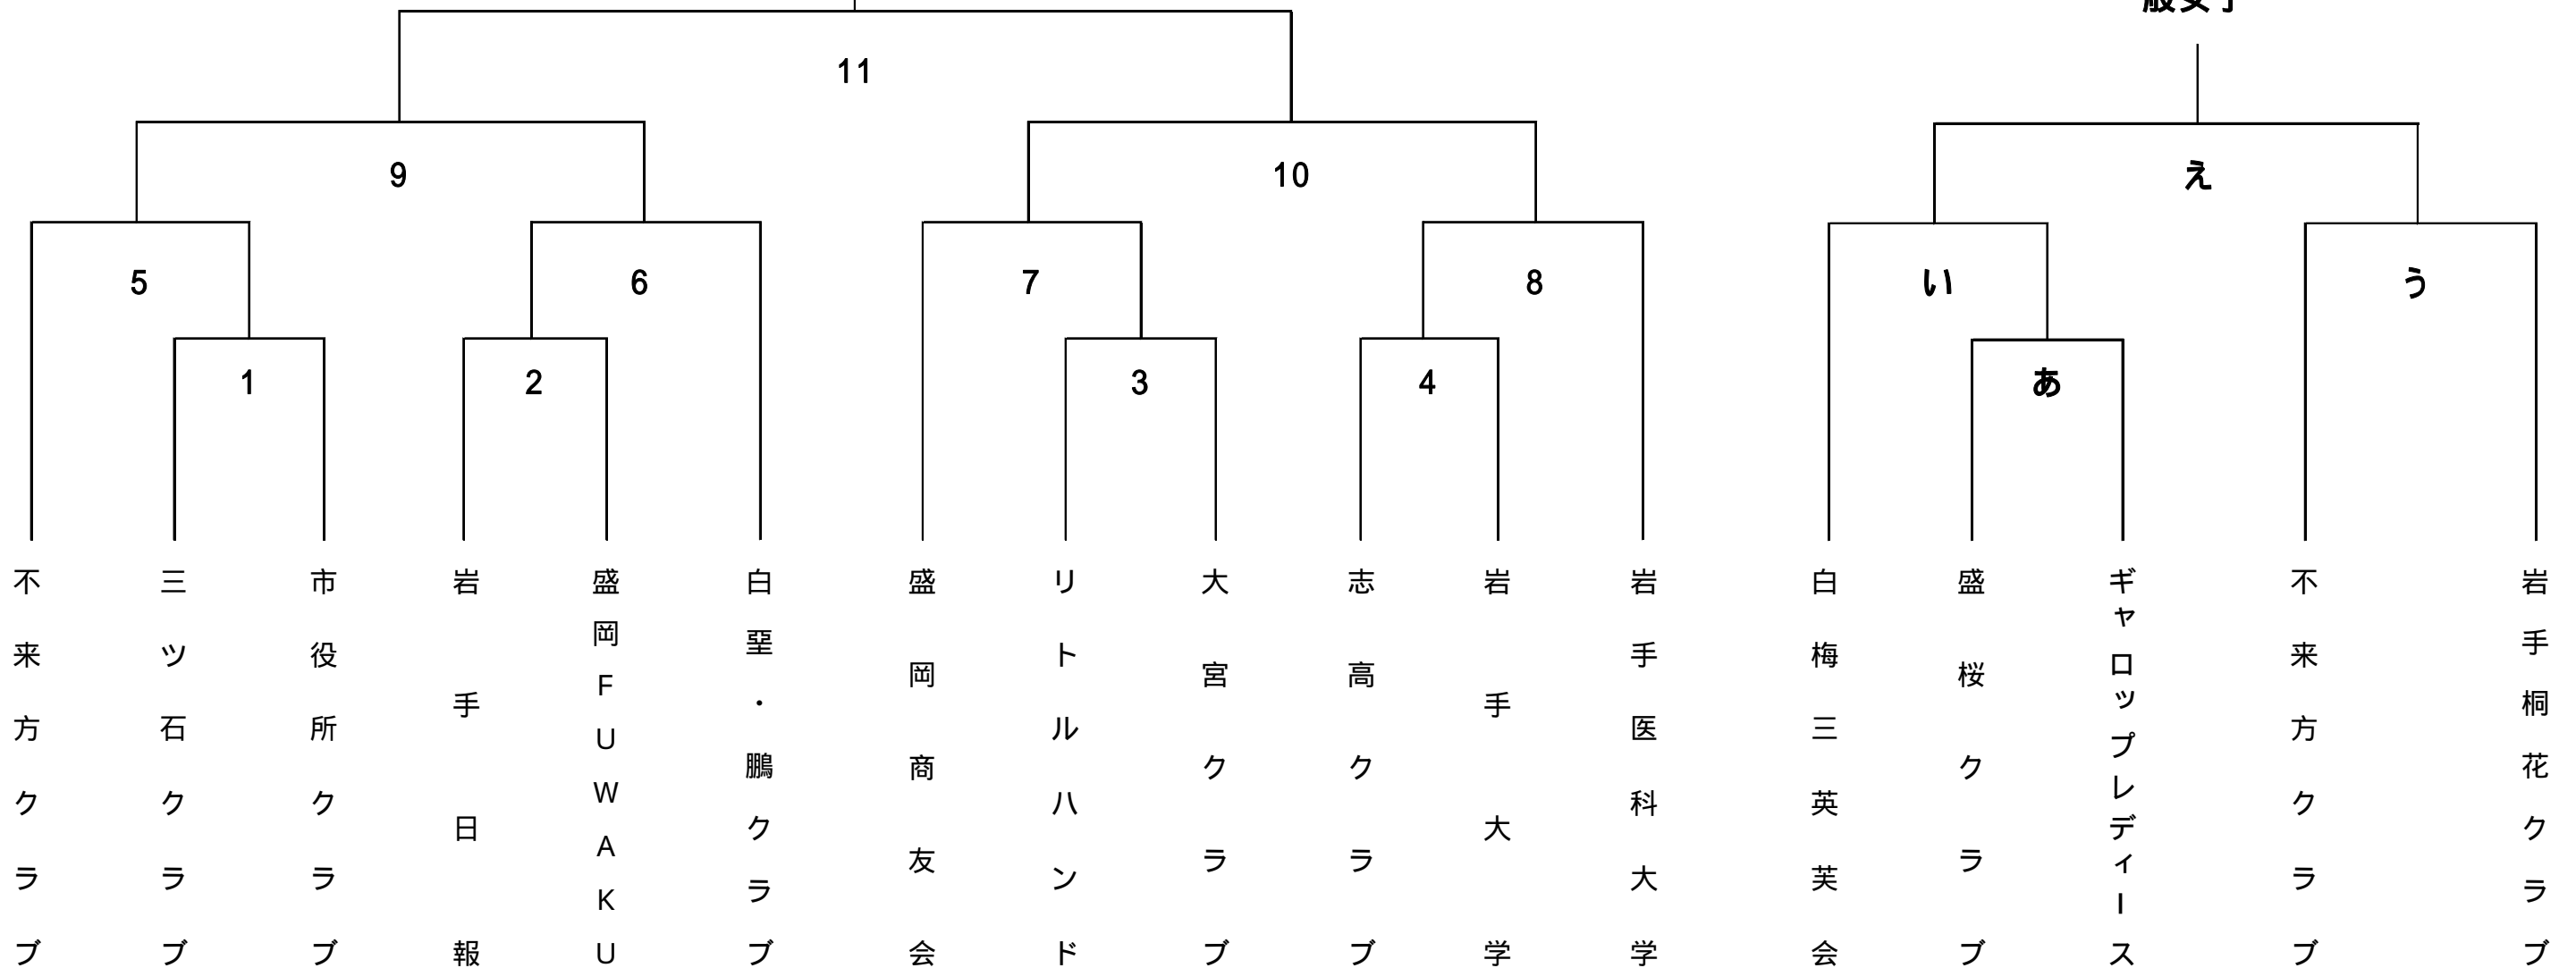 11
9
10
え
5
6
7
8
い
う
1
2
3
4
あ
不来方クラブ
三ツ石クラブ
市役所クラブ
岩手日報
盛岡FUWAKU
白堊・鵬クラブ
盛岡商友会
リトルハンド
大宮クラブ
志高クラブ
岩手大学
岩手医科大学
白梅三英芙会
盛桜クラブ
ギャロップレディース
不来方クラブ
岩手桐花クラブ